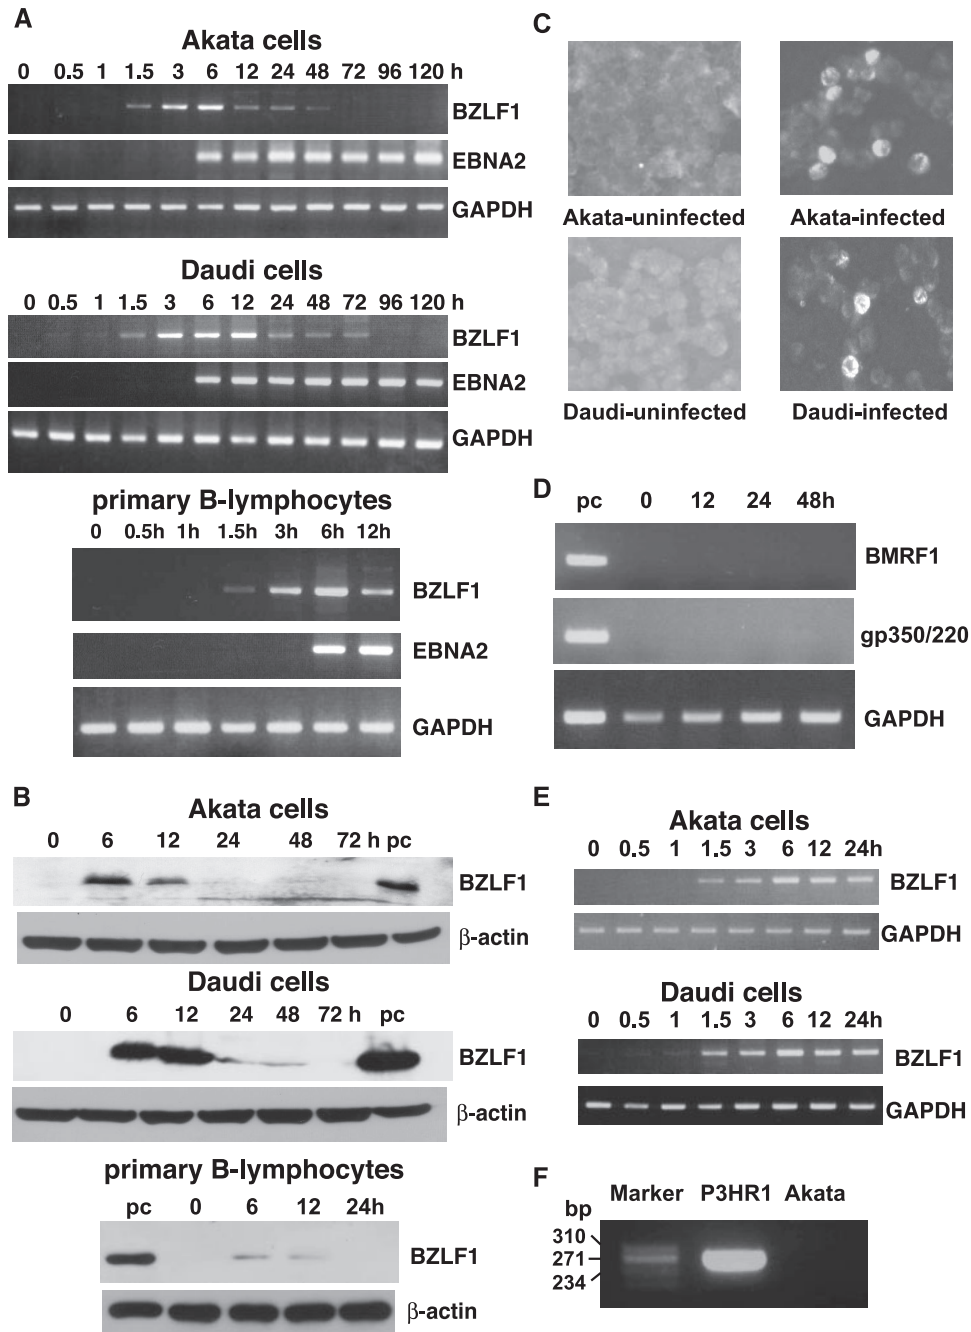 A
Akata cells
0 0.5 1 1.5 3 6 12 24 48 72 96 120 h
BZLF1
EBNA2
GAPDH
Daudi cells
0 0.5 1 1.5 3 6 12 24 48 72 96 120 h
BZLF1
EBNA2
GAPDH
primary B-lymphocytes
0 0.5h 1h 1.5h 3h 6h 12h
BZLF1
EBNA2
GAPDH
B
Akata cells
0 6 12 24 48 72 h pc
BZLF1
β-actin
Daudi cells
0 6 12 24 48 72 h pc
BZLF1
β-actin
primary B-lymphocytes
pc 0 6 12 24h
BZLF1
β-actin
C
Akata-uninfected Akata-infected
Daudi-uninfected Daudi-infected
D
pc 0 12 24 48h
BMRF1
gp350/220
GAPDH
E
Akata cells
0 0.5 1 1.5 3 6 12 24h
BZLF1
GAPDH
Daudi cells
0 0.5 1 1.5 3 6 12 24h
BZLF1
GAPDH
F
Marker P3HR1 Akata
bp
310
271
234